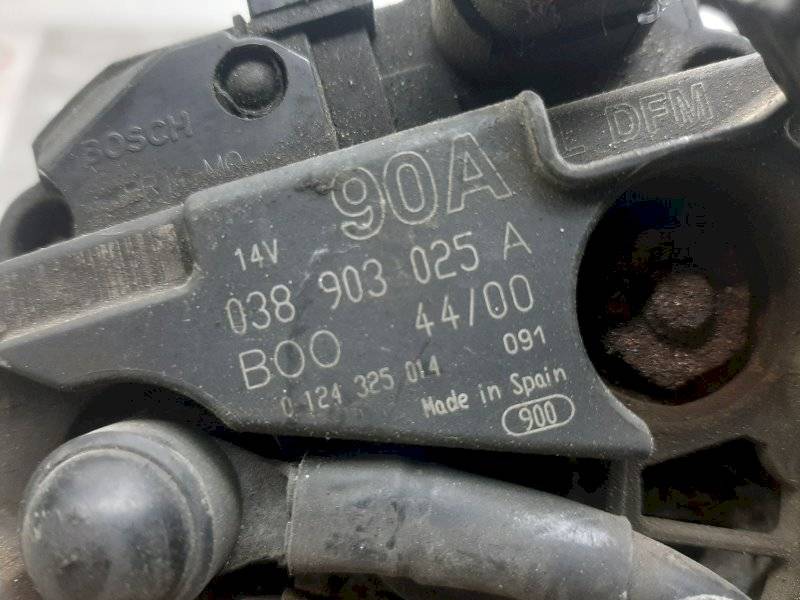 BOSCH
L DFM
90A
14V
038 903 025 A
BOO 44/00
0 124 325 014 091
Made in Spain
900